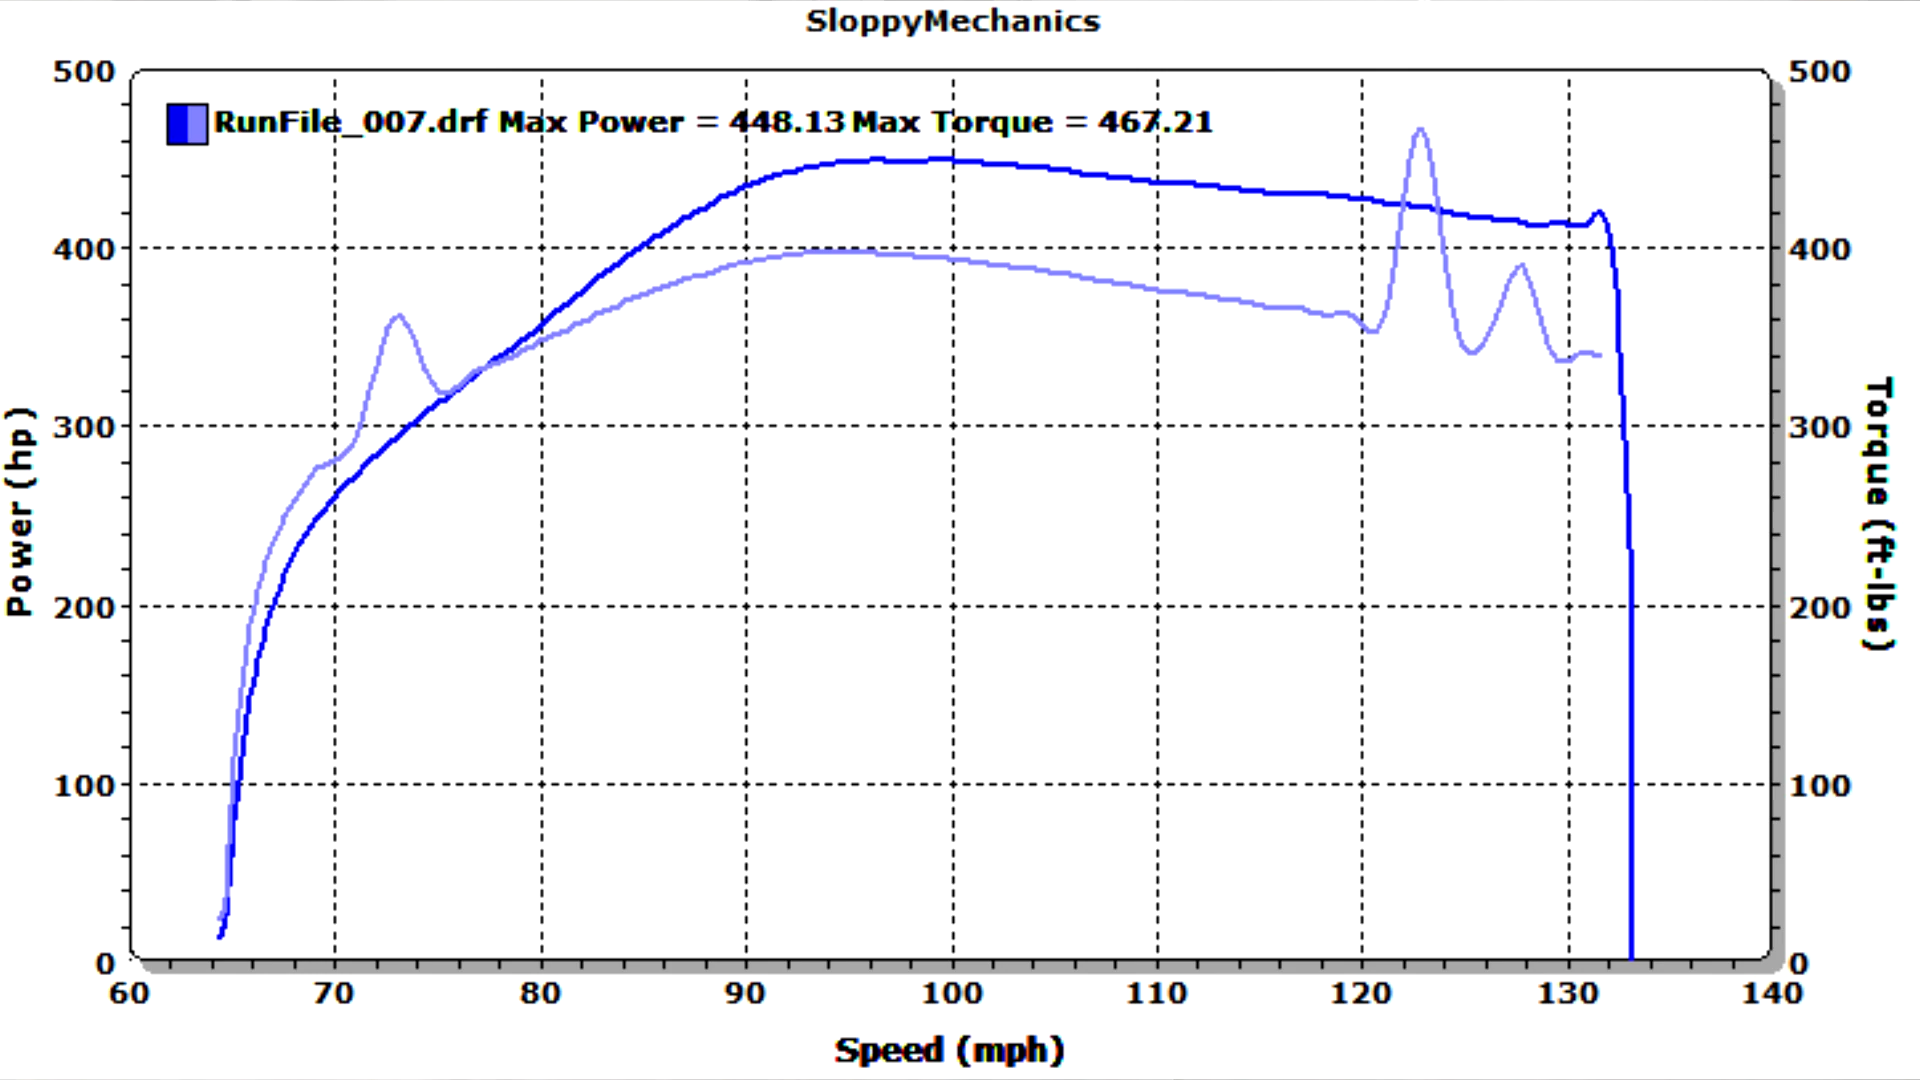 SloppyMechanics
RunFile_007.drf Max Power = 448.13 Max Torque = 467.21
Power (hp)
500
400
300
200
100
0
500
400
300
200
100
0
Torque (ft-lbs)
60 70 80 90 100 110 120 130 140
Speed (mph)